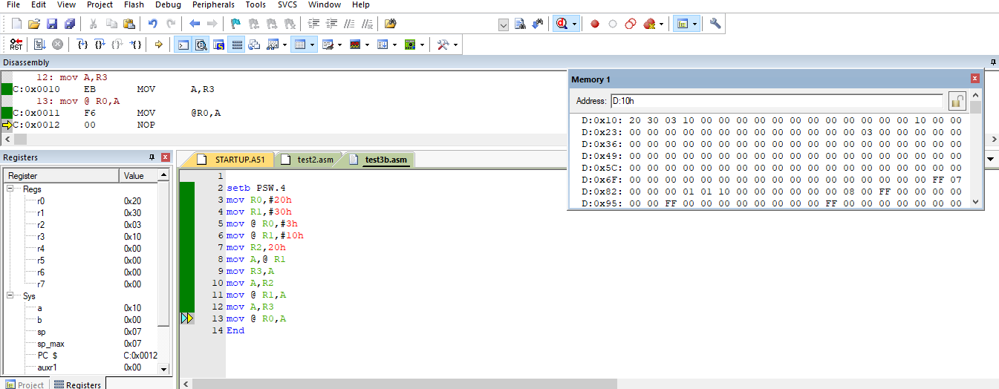 File Edit View Project Flash Debug Peripherals Tools SVCS Window Help
RST
Disassembly
12: mov A,R3
C:0x0010 EB MOV A,R3
13: mov @ R0,A
C:0x0011 F6 MOV @R0,A
C:0x0012 00 NOP
Memory 1
Address: D:10h
D:0x10: 20 30 03 10 00 00 00 00 00 00 00 00 00 00 00 00 10 00 00
D:0x23: 00 00 00 00 00 00 00 00 00 00 00 00 00 03 00 00 00 00 00
D:0x36: 00 00 00 00 00 00 00 00 00 00 00 00 00 00 00 00 00 00 00
D:0x49: 00 00 00 00 00 00 00 00 00 00 00 00 00 00 00 00 00 00 00
D:0x5C: 00 00 00 00 00 00 00 00 00 00 00 00 00 00 00 00 00 00 00
D:0x6F: 00 00 00 00 00 00 00 00 00 00 00 00 00 00 00 00 00 FF 07
D:0x82: 00 00 00 01 01 10 00 00 00 00 00 00 08 00 FF 00 00 00 00
D:0x95: 00 00 FF 00 00 00 00 00 00 00 00 FF 00 00 00 00 00 00 00
Registers
Register Value
Regs
r0 0x20
r1 0x30
r2 0x03
r3 0x10
r4 0x00
r5 0x00
r6 0x00
r7 0x00
Sys
a 0x10
b 0x00
sp 0x07
sp_max 0x07
PC $ C:0x0012
auxr1 0x00
Project Registers
STARTUP.A51 test2.asm test3b.asm
1
2 setb PSW.4
3 mov R0,#20h
4 mov R1,#30h
5 mov @ R0,#3h
6 mov @ R1,#10h
7 mov R2,20h
8 mov A,@ R1
9 mov R3,A
10 mov A,R2
11 mov @ R1,A
12 mov A,R3
13 mov @ R0,A
14 End